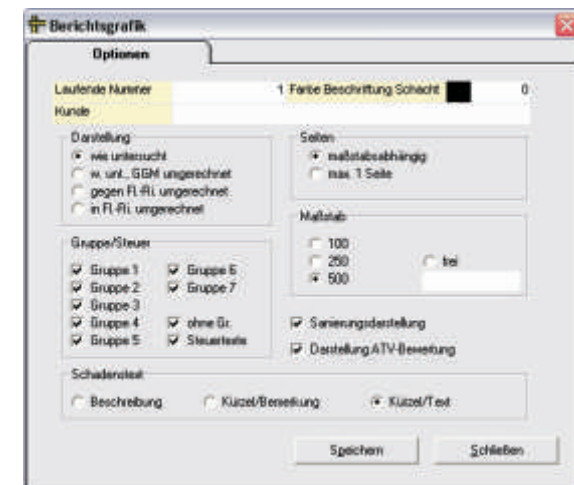 Berichtsgrafik
Optionen
Laufende Nummer 1 Farbe Beschriftung Schacht 0
Kunde
Darstellung
wie untersucht
w. unt., GGM umgerechnet
gegen Fl.-Ri. umgerechnet
in Fl.-Ri. umgerechnet
Seiten
maßstabsabhängig
max. 1 Seite
Maßstab
100
250 frei
500
Gruppe/Steuer
Gruppe 1 Gruppe 6
Gruppe 2 Gruppe 7
Gruppe 3
Gruppe 4 ohne Gr.
Gruppe 5 Steuertexte
Sanierungsdarstellung
Darstellung ATV-Bewertung
Schadenstext
Beschreibung Kürzel/Bemerkung Kürzel/Text
Speichern Schließen